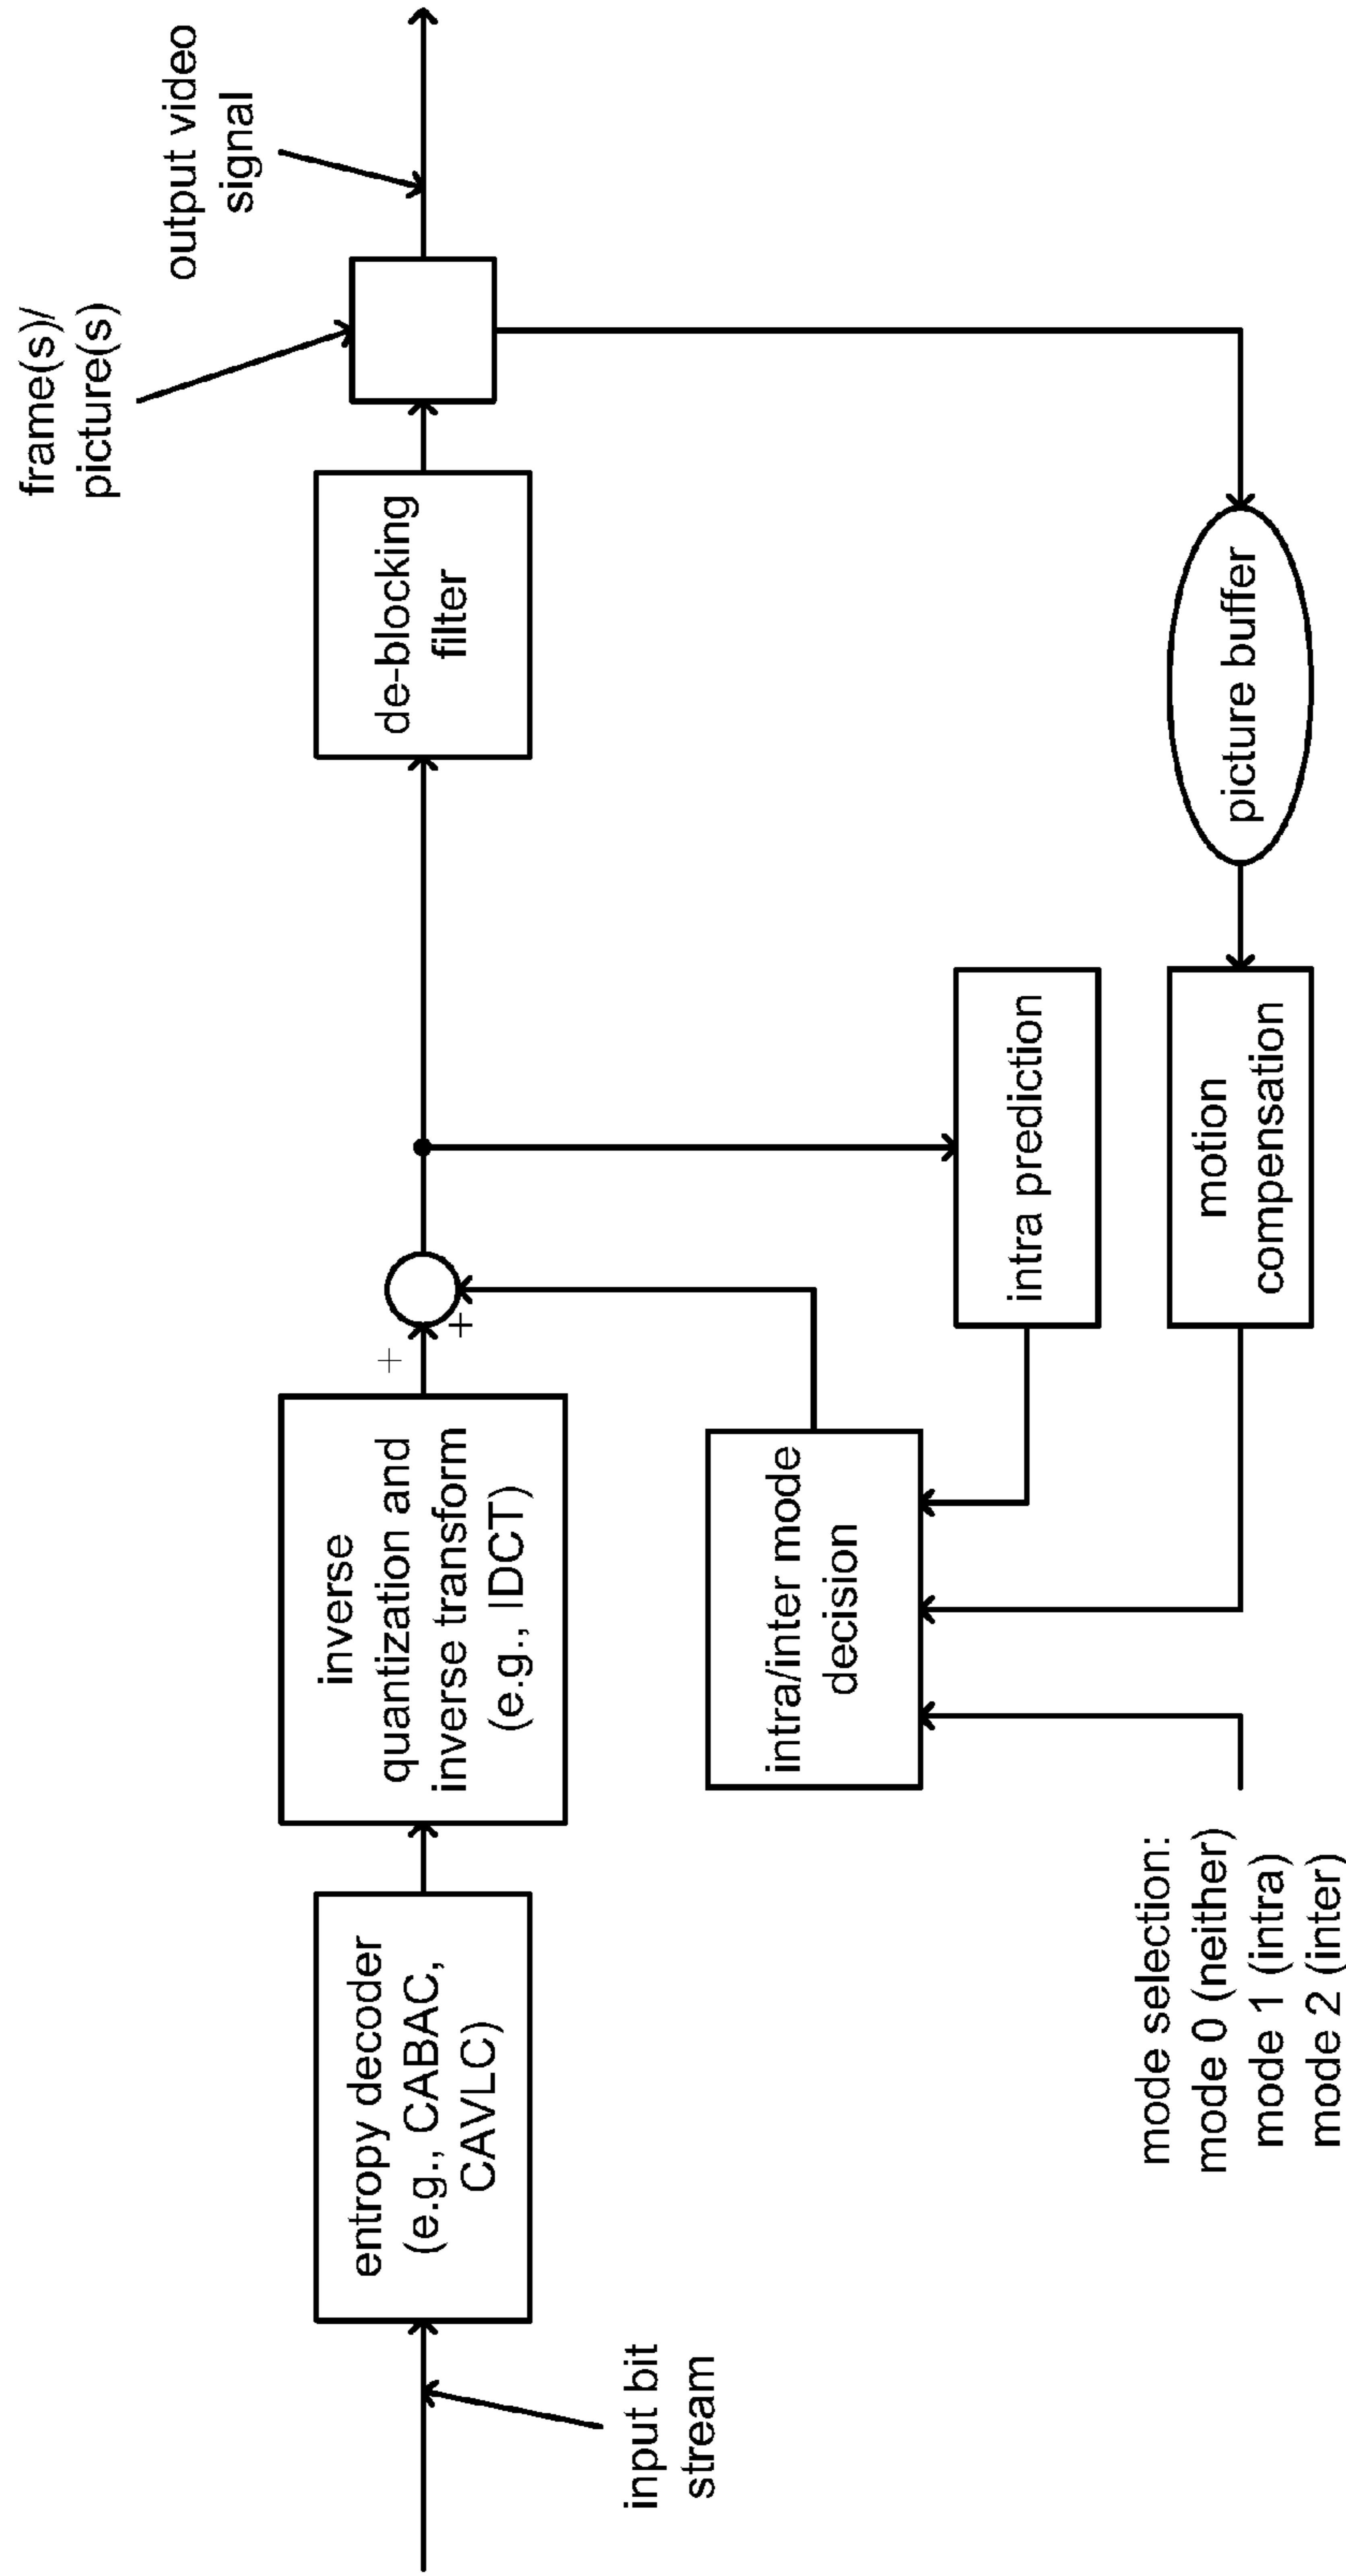 input bit
stream
entropy decoder
(e.g., CABAC,
CAVLC)
inverse
quantization and
inverse transform
(e.g., IDCT)
+
+
de-blocking
filter
frame(s)/
picture(s)
output video
signal
intra/inter mode
decision
intra prediction
motion
compensation
picture buffer
mode selection:
mode 0 (neither)
mode 1 (intra)
mode 2 (inter)